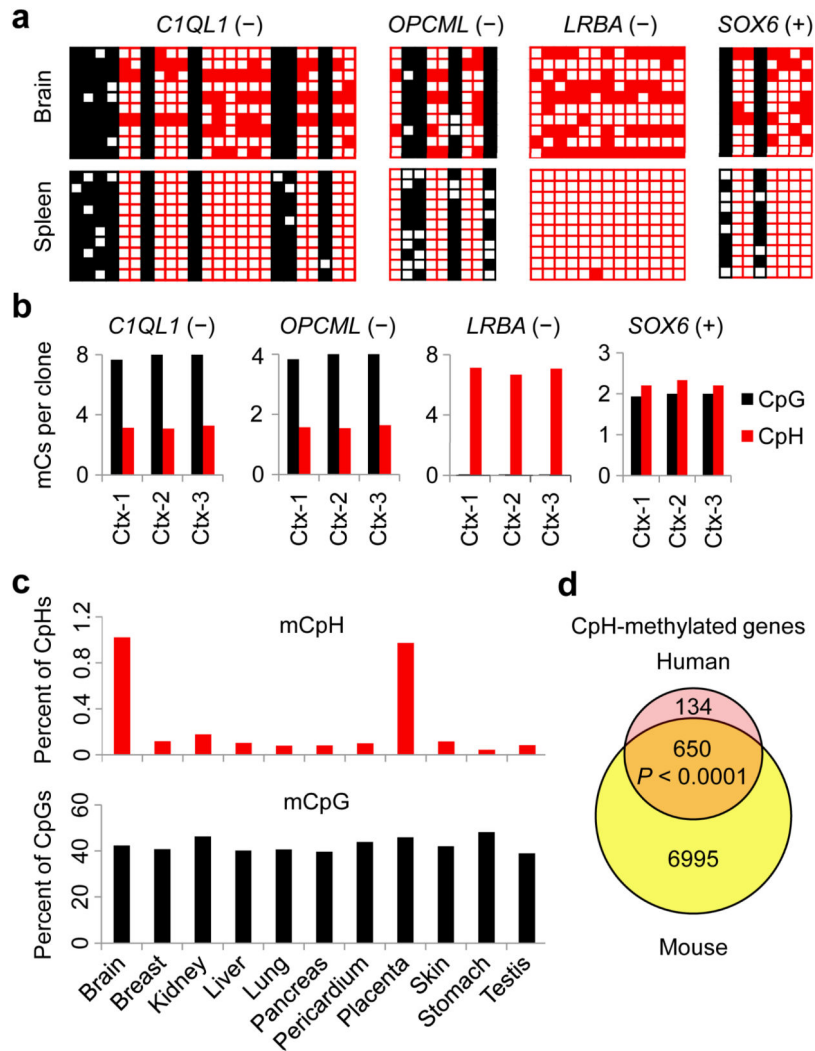 a
C1QL1 (−) OPCML (−) LRBA (−) SOX6 (+)
Brain
Spleen
b
C1QL1 (−) OPCML (−) LRBA (−) SOX6 (+)
mCs per clone
8
4
0
4
2
0
8
4
0
3
2
1
0
CpG
CpH
Ctx-1 Ctx-2 Ctx-3 Ctx-1 Ctx-2 Ctx-3 Ctx-1 Ctx-2 Ctx-3 Ctx-1 Ctx-2 Ctx-3
c
mCpH
Percent of CpHs
1.2
0.8
0.4
0
mCpG
Percent of CpGs
60
40
20
0
Brain Breast Kidney Liver Lung Pancreas Pericardium Placenta Skin Stomach Testis
d
CpH-methylated genes
Human
134
650
P < 0.0001
6995
Mouse